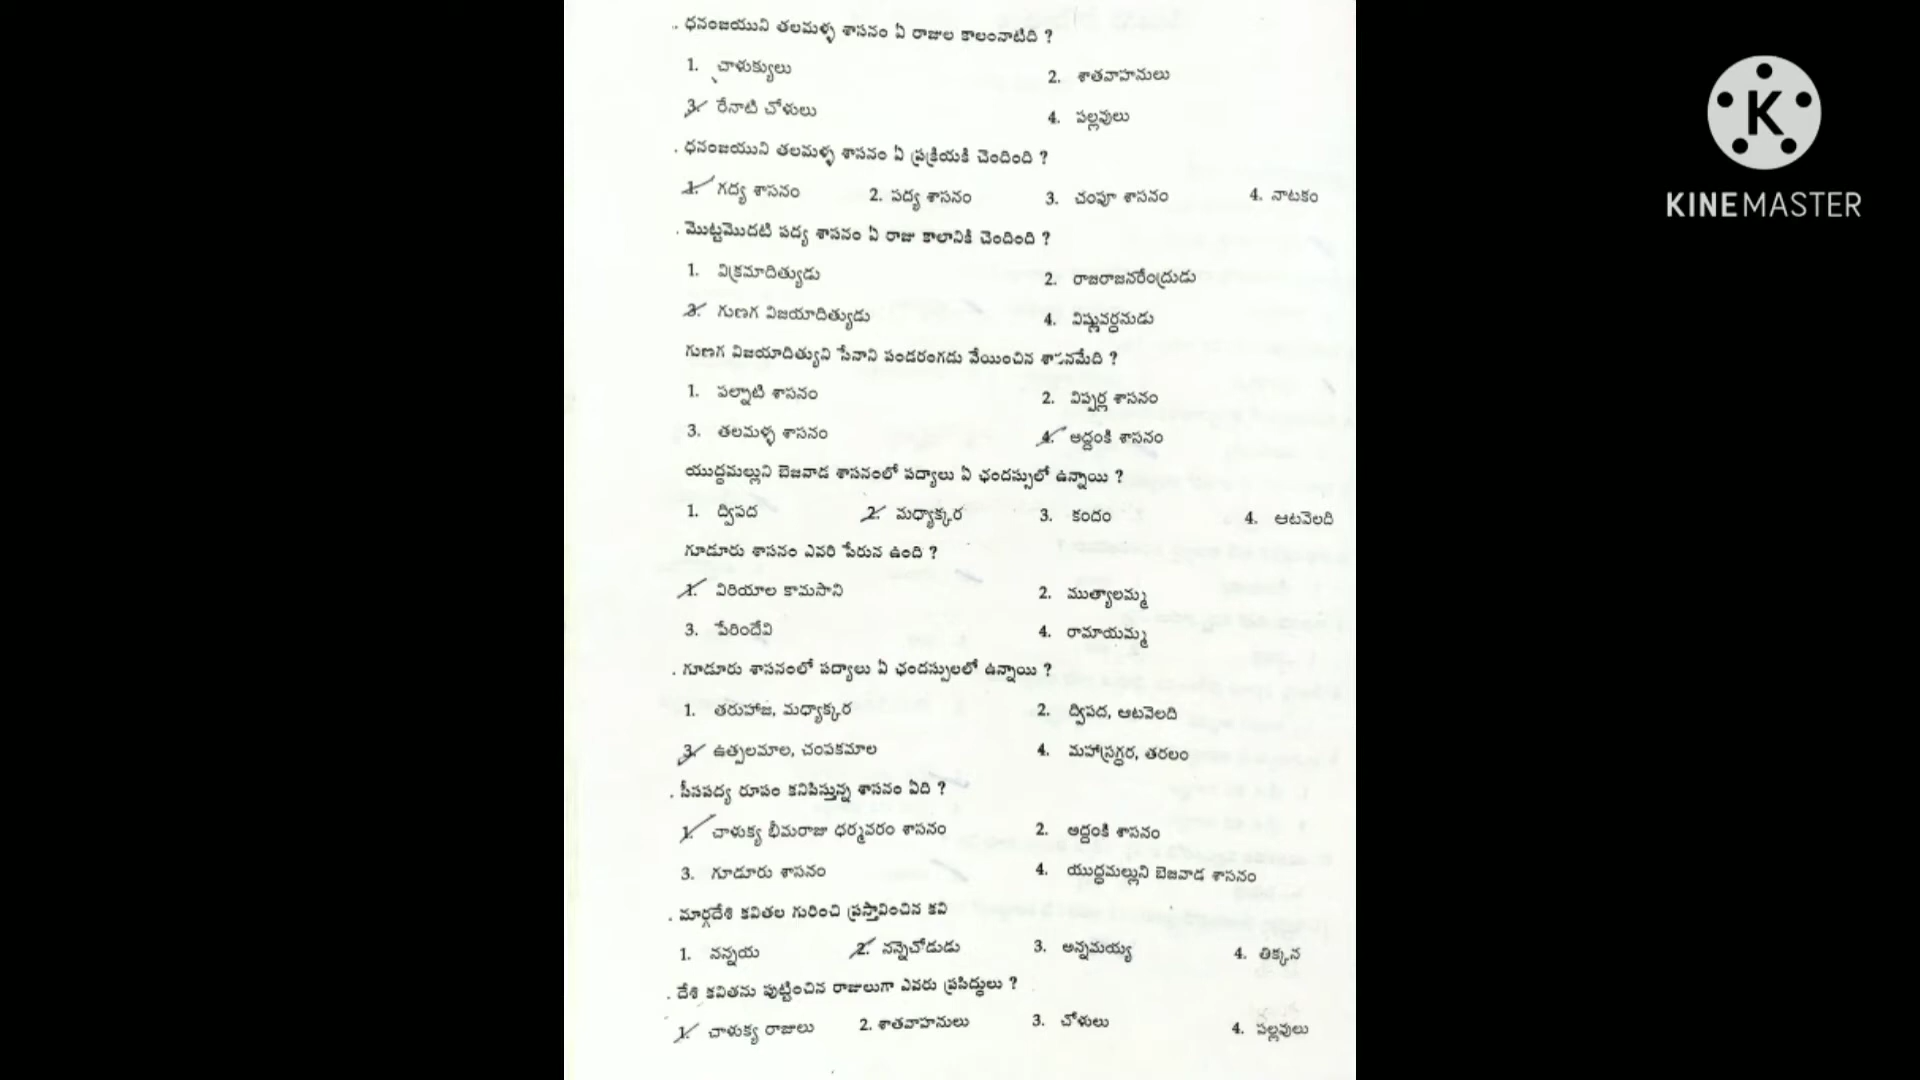 . ధనంజయుని తలమళ్ళ శాసనం ఏ రాజుల కాలంనాటిది ?
1. చాళుక్యులు 2. శాతవాహనులు
3. రేనాటి చోళులు 4. పల్లవులు
. ధనంజయుని తలమళ్ళ శాసనం ఏ ప్రక్రియకి చెందింది ?
1. గద్య శాసనం 2. పద్య శాసనం 3. చంపూ శాసనం 4. నాటకం
. మొట్టమొదటి పద్య శాసనం ఏ రాజు కాలానికి చెందింది ?
1. విక్రమాదిత్యుడు 2. రాజరాజనరేంద్రుడు
3. గుణగ విజయాదిత్యుడు 4. విష్ణువర్ధనుడు
గుణగ విజయాదిత్యుని సేనాని పండరంగడు వేయించిన శాసనమేది ?
1. పల్నాటి శాసనం 2. విప్పర్ల శాసనం
3. తలమళ్ళ శాసనం 4. అద్దంకి శాసనం
యుద్ధమల్లుని బెజవాడ శాసనంలో పద్యాలు ఏ ఛందస్సులో ఉన్నాయి ?
1. ద్విపద 2. మధ్యాక్కర 3. కందం 4. ఆటవెలది
గూడూరు శాసనం ఎవరి పేరున ఉంది ?
1. విరియాల కామసాని 2. ముత్యాలమ్మ
3. పేరిందేవి 4. రామాయమ్మ
. గూడూరు శాసనంలో పద్యాలు ఏ ఛందస్సులలో ఉన్నాయి ?
1. తరుహాజ, మధ్యాక్కర 2. ద్విపద, ఆటవెలది
3. ఉత్పలమాల, చంపకమాల 4. మహాస్రగ్ధర, తరలం
. సీసపద్య రూపం కనిపిస్తున్న శాసనం ఏది ?
1. చాళుక్య భీమరాజు ధర్మవరం శాసనం 2. అద్దంకి శాసనం
3. గూడూరు శాసనం 4. యుద్ధమల్లుని బెజవాడ శాసనం
. మార్గదేశి కవితల గురించి ప్రస్తావించిన కవి
1. నన్నయ 2. నన్నెచోడుడు 3. అన్నమయ్య 4. తిక్కన
. దేశి కవితను పుట్టించిన రాజులుగా ఎవరు ప్రసిద్ధులు ?
1. చాళుక్య రాజులు 2. శాతవాహనులు 3. చోళులు 4. పల్లవులు
K
KINEMASTER